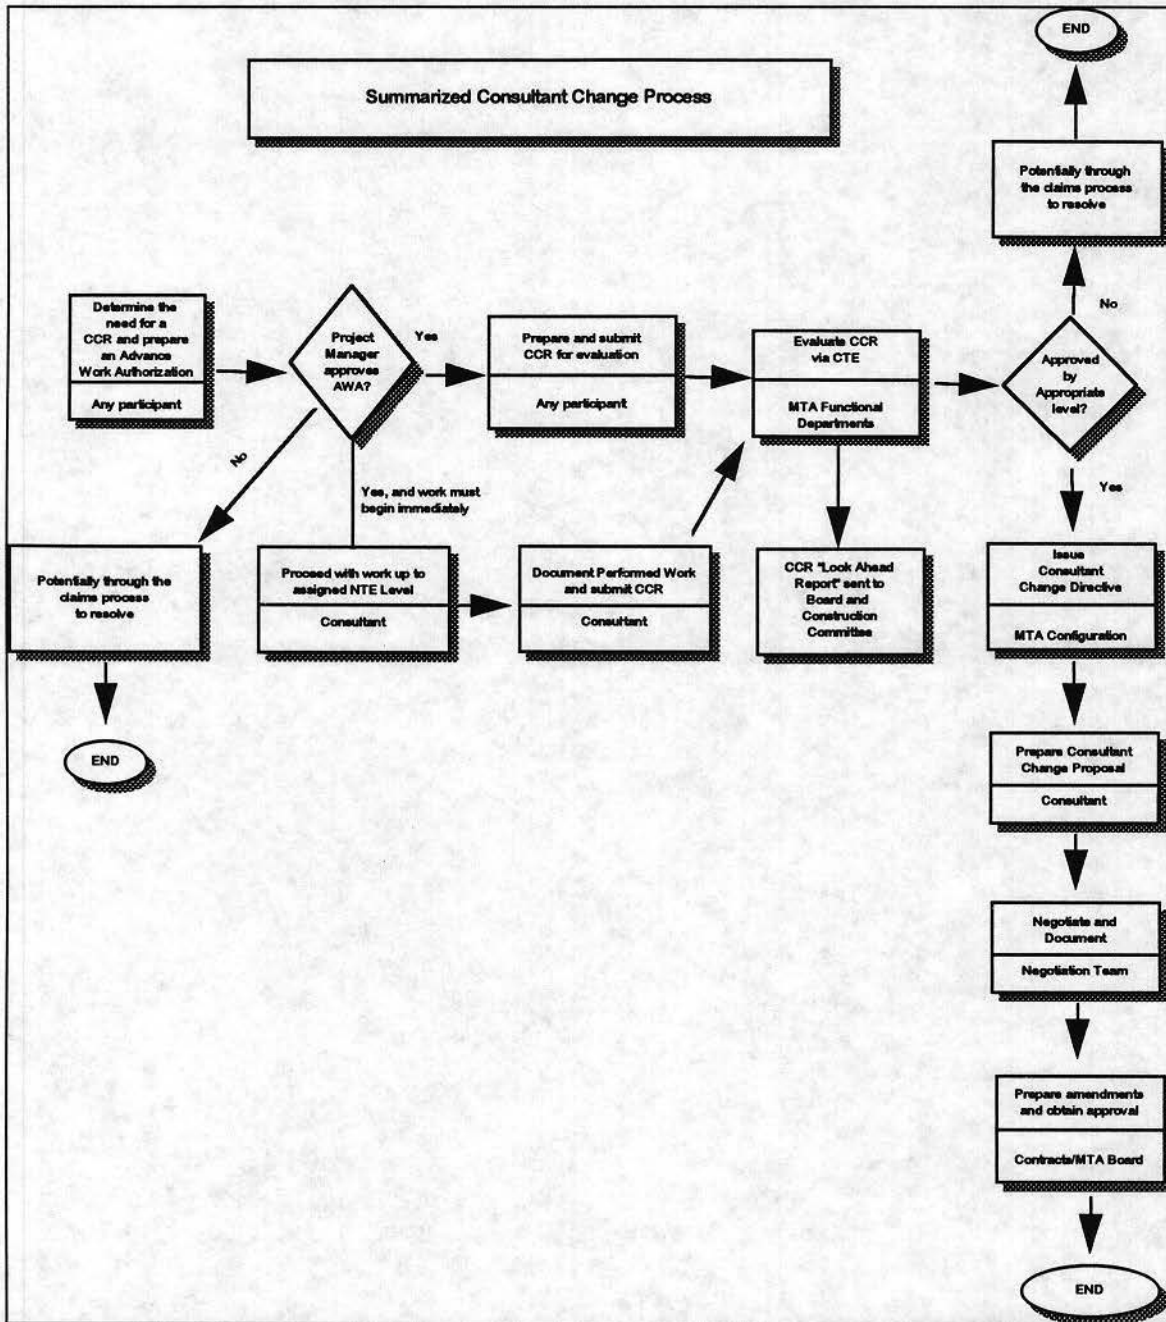 END
Summarized Consultant Change Process
Potentially through
the claims process
to resolve
No
Determine the
need for a
CCR and prepare
an Advance
Work Authorization
Any participant
Project
Manager
approves
AWA?
Yes
Prepare and submit
CCR for evaluation
Any participant
Evaluate CCR
via CTE
MTA Functional
Departments
Approved
by
Appropriate
level?
No
Yes, and work must
begin immediately
Yes
Potentially through the
claims process
to resolve
Proceed with work up to
assigned NTE Level
Consultant
Document Performed Work
and submit CCR
Consultant
CCR "Look Ahead
Report" sent to
Board and
Construction
Committee
Issue
Consultant
Change Directive
MTA Configuration
END
Prepare Consultant
Change Proposal
Consultant
Negotiate and
Document
Negotiation Team
Prepare amendments
and obtain approval
Contracts/MTA Board
END